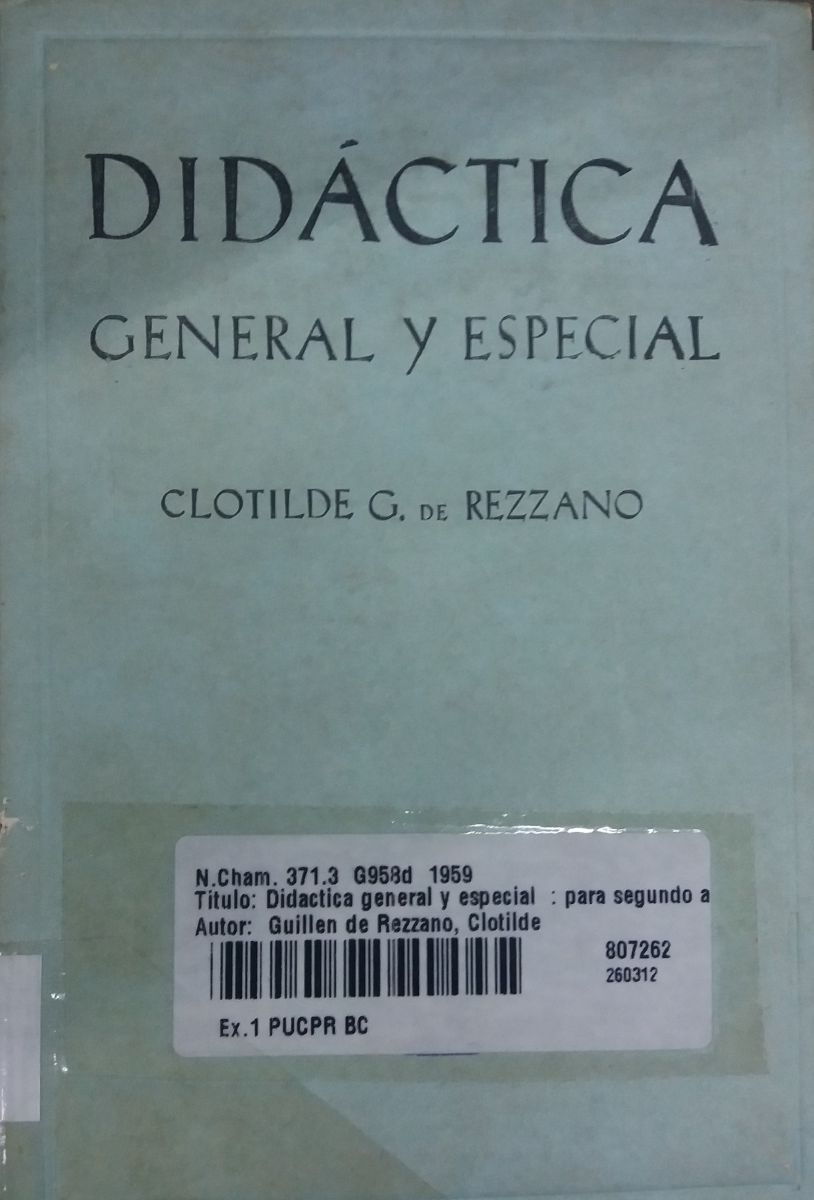 DIDÁCTICA
GENERAL Y ESPECIAL
CLOTILDE G. DE REZZANO
N.Cham. 371.3 G958d 1959
Título: Didactica general y especial : para segundo a
Autor: Guillen de Rezzano, Clotilde
807262
260312
Ex.1 PUCPR BC